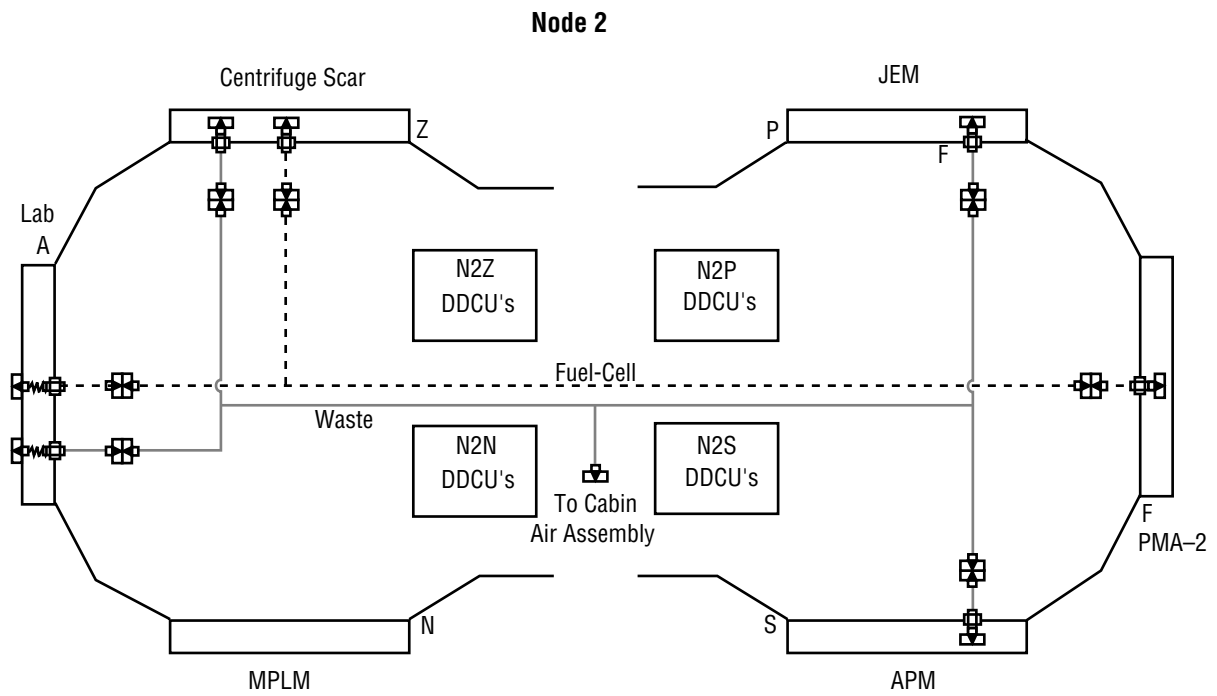 Node 2
Centrifuge Scar
JEM
Z
P
F
Lab
A
N2Z
DDCU's
N2P
DDCU's
Fuel-Cell
Waste
N2N
DDCU's
N2S
DDCU's
To Cabin
Air Assembly
F
PMA–2
N
S
MPLM
APM